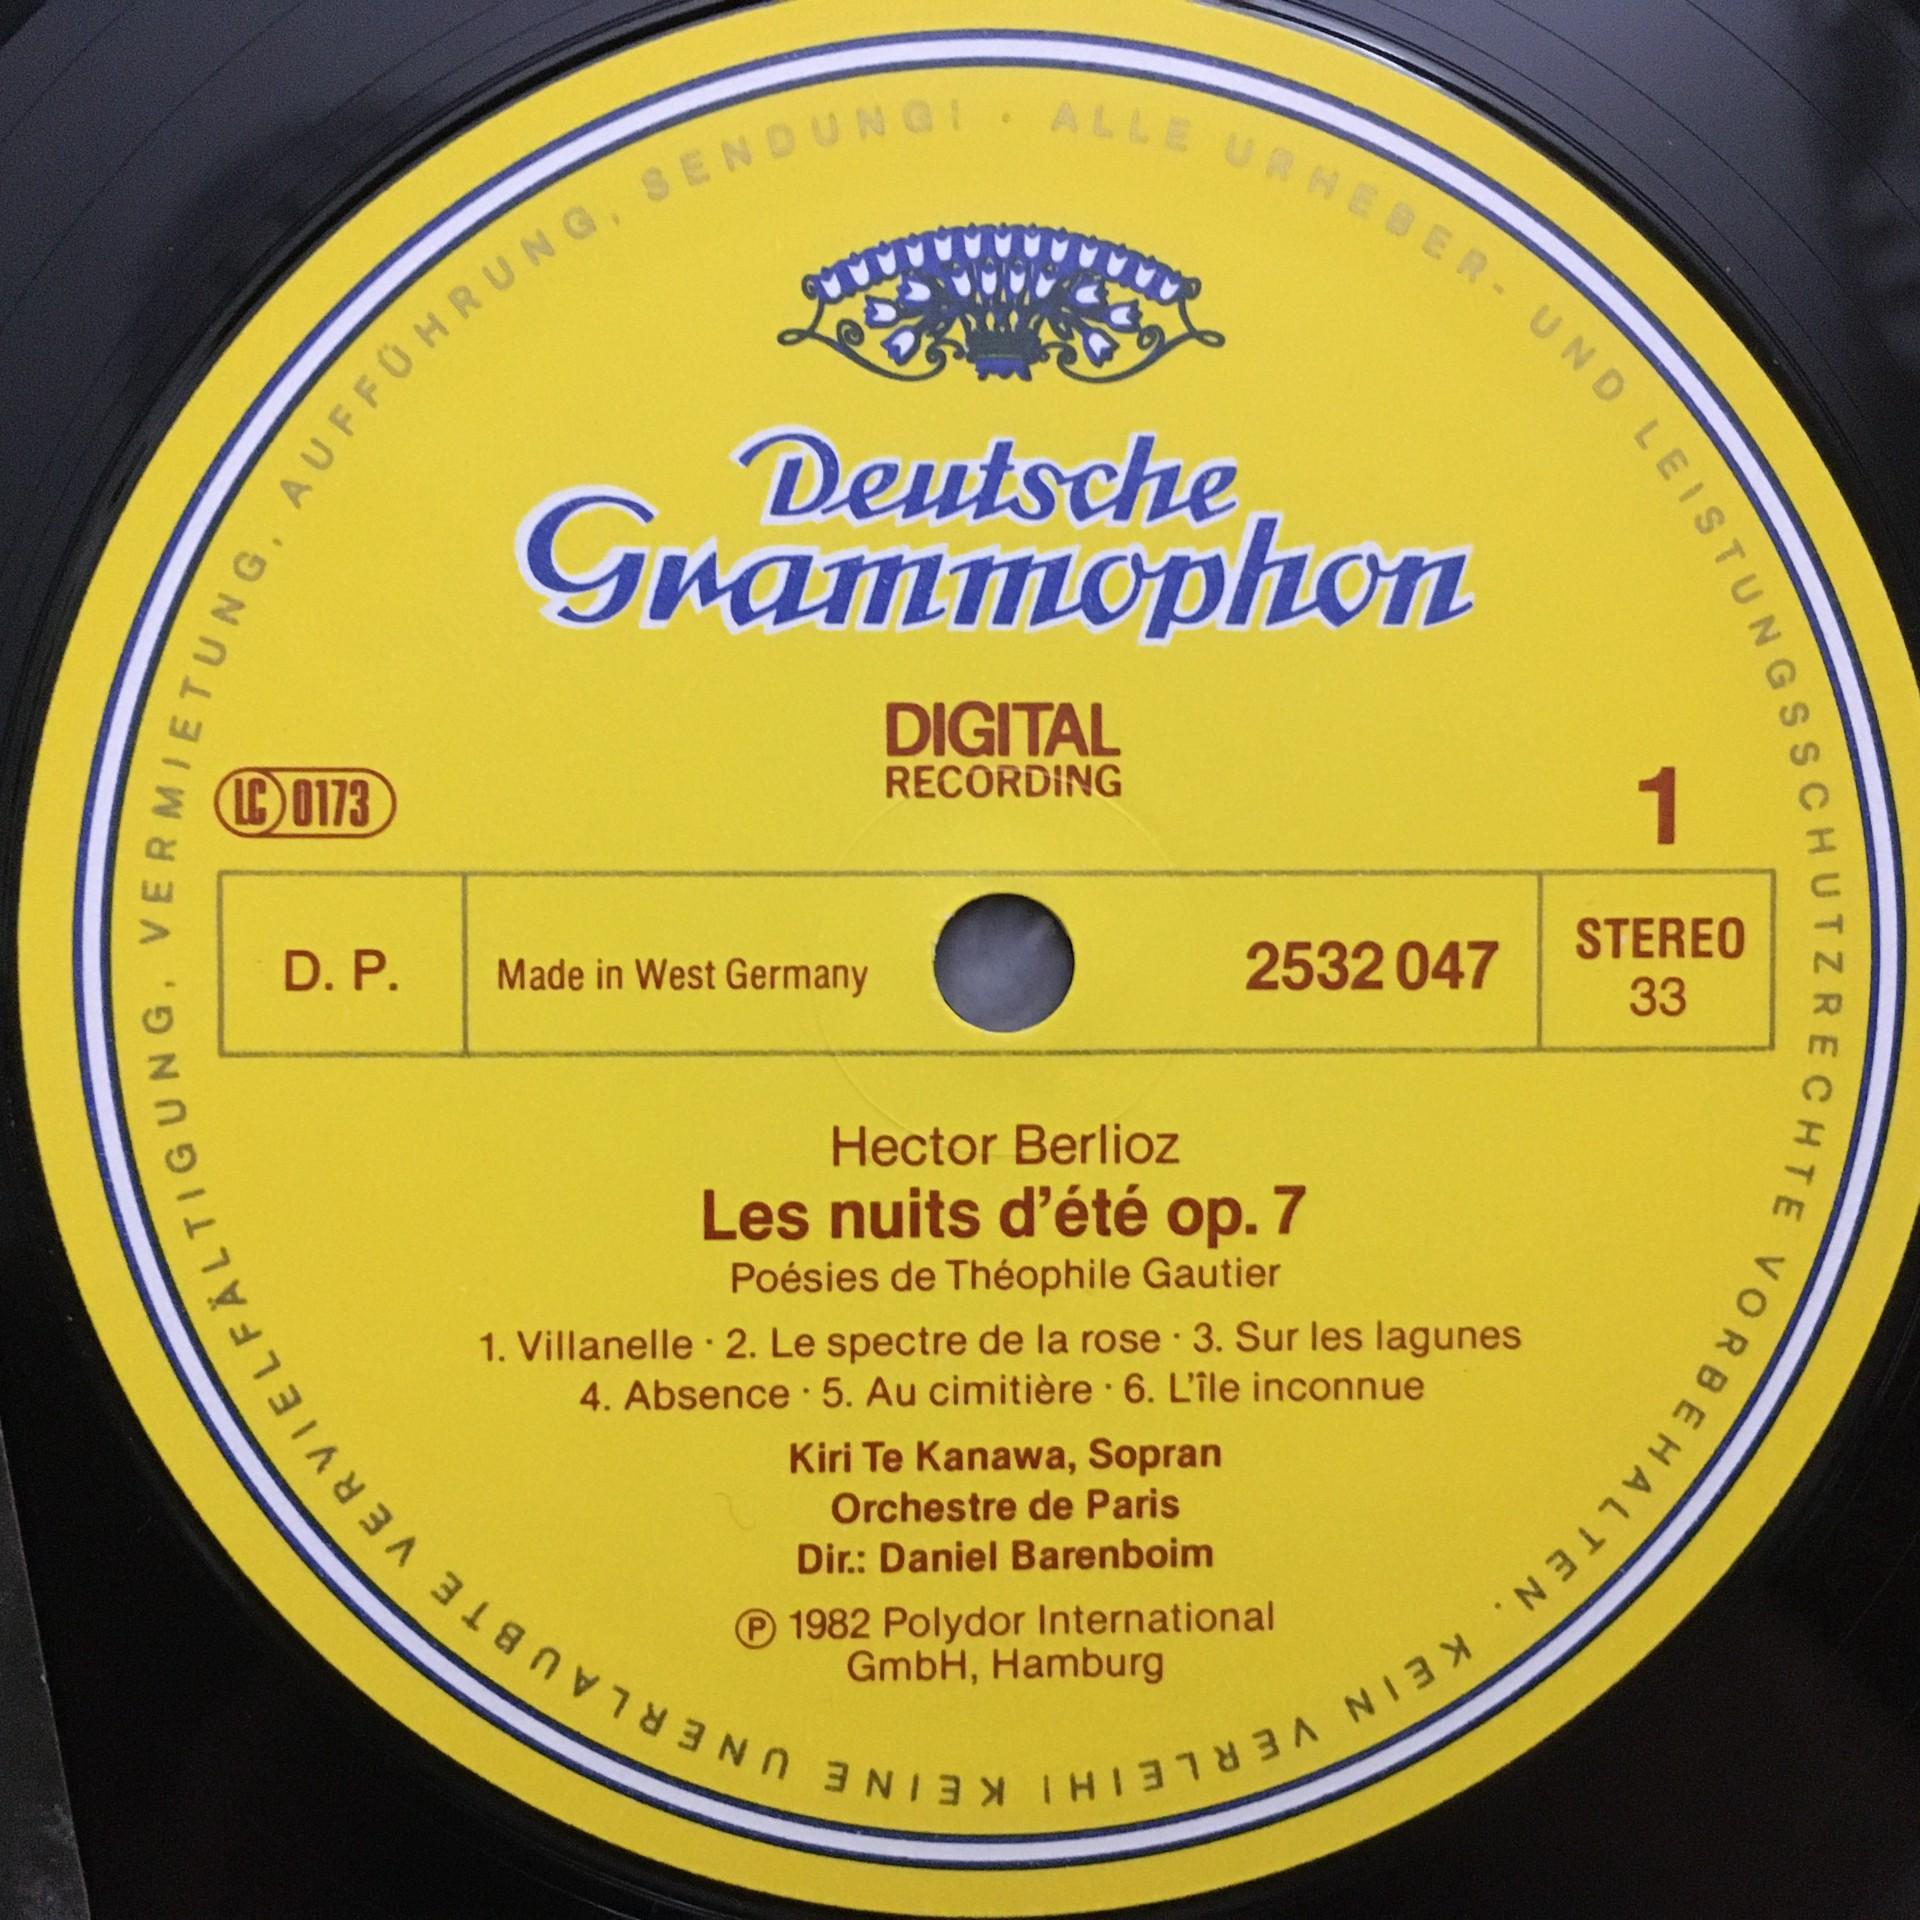 ALLE URHEBER- UND LEISTUNGSSCHUTZRECHTE VORBEHALTEN. KEIN VERLEIH! KEINE UNERLAUBTE VERVIELFÄLTIGUNG, VERMIETUNG, AUFFÜHRUNG, SENDUNG! ·
Deutsche
Grammophon
DIGITAL
RECORDING
LC 0173
1
D. P.
Made in West Germany
2532 047
STEREO
33
Hector Berlioz
Les nuits d'été op. 7
Poésies de Théophile Gautier
1. Villanelle · 2. Le spectre de la rose · 3. Sur les lagunes
4. Absence · 5. Au cimitière · 6. L'île inconnue
Kiri Te Kanawa, Sopran
Orchestre de Paris
Dir.: Daniel Barenboim
℗ 1982 Polydor International
GmbH, Hamburg